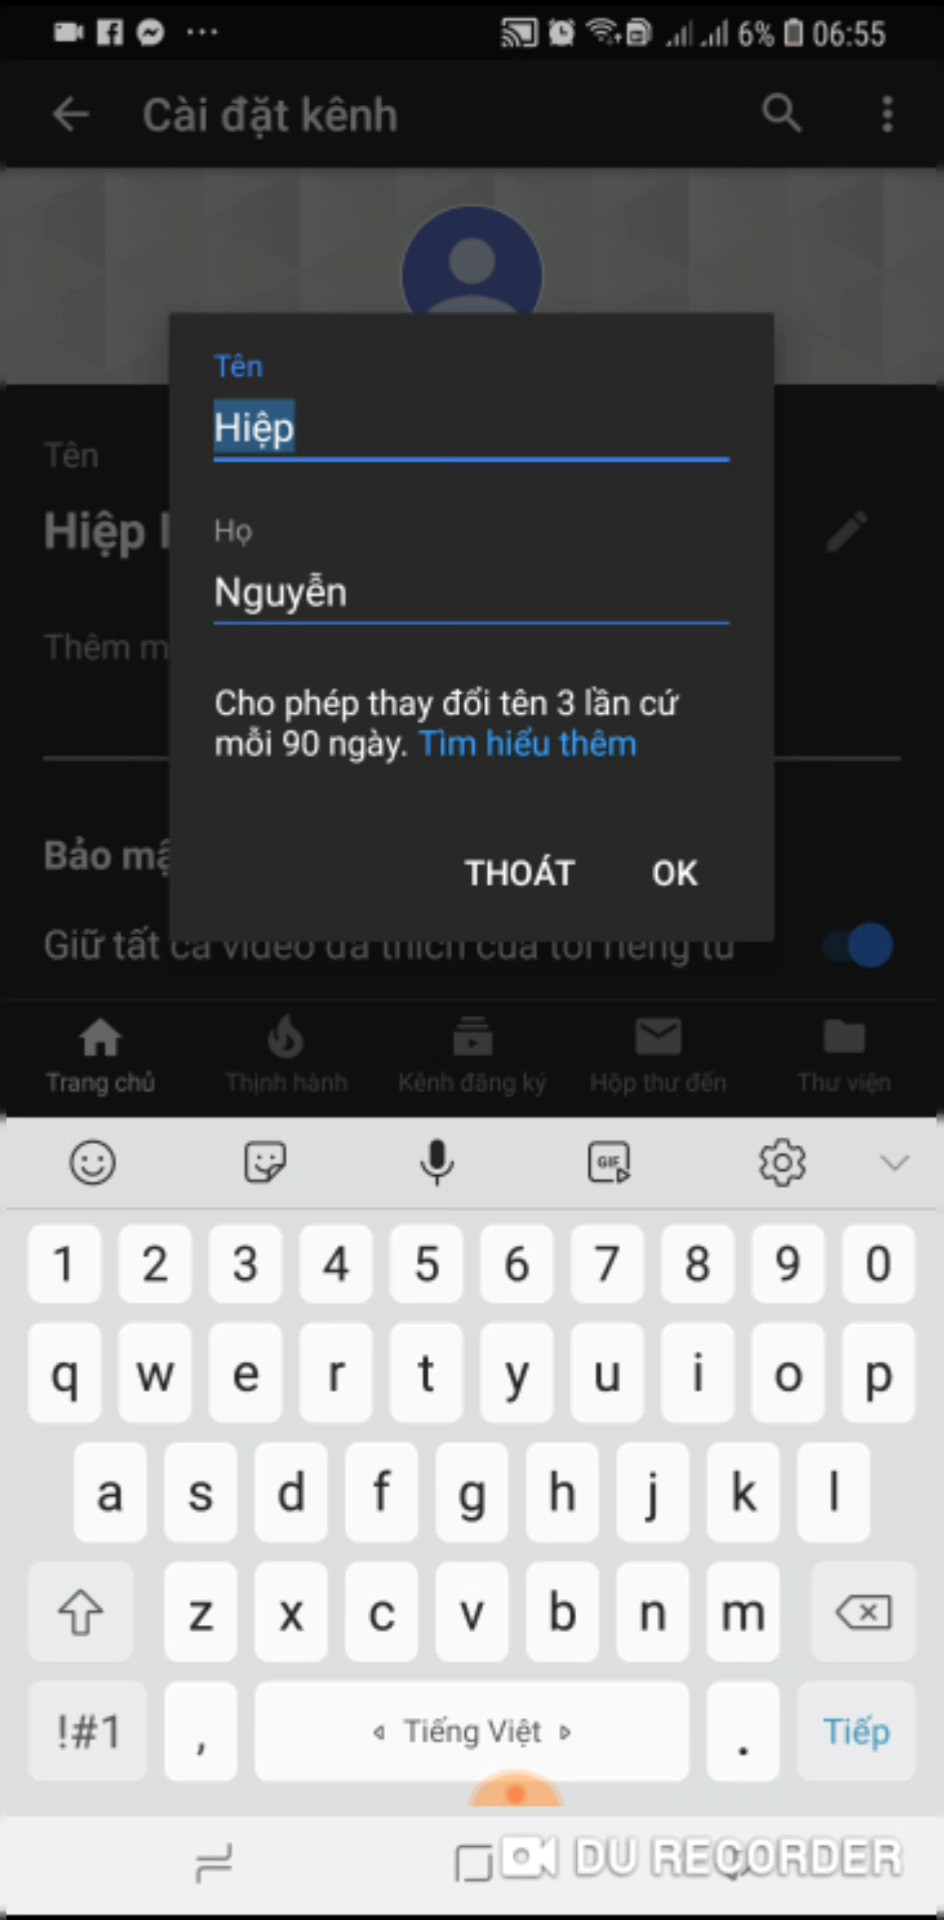 6% 06:55
Cài đặt kênh
Tên
Hiệp
Tên
Hiệp
Họ
Nguyễn
Thêm
Cho phép thay đổi tên 3 lần cứ
mỗi 90 ngày. Tìm hiểu thêm
THOÁT OK
Bảo
Giữ tất cả video đã thích của tôi riêng tư
Trang chủ Thịnh hành Kênh đăng ký Hộp thư đến Thư viện
GIF
1 2 3 4 5 6 7 8 9 0
q w e r t y u i o p
a s d f g h j k l
z x c v b n m
!#1 , Tiếng Việt . Tiếp
DU RECORDER